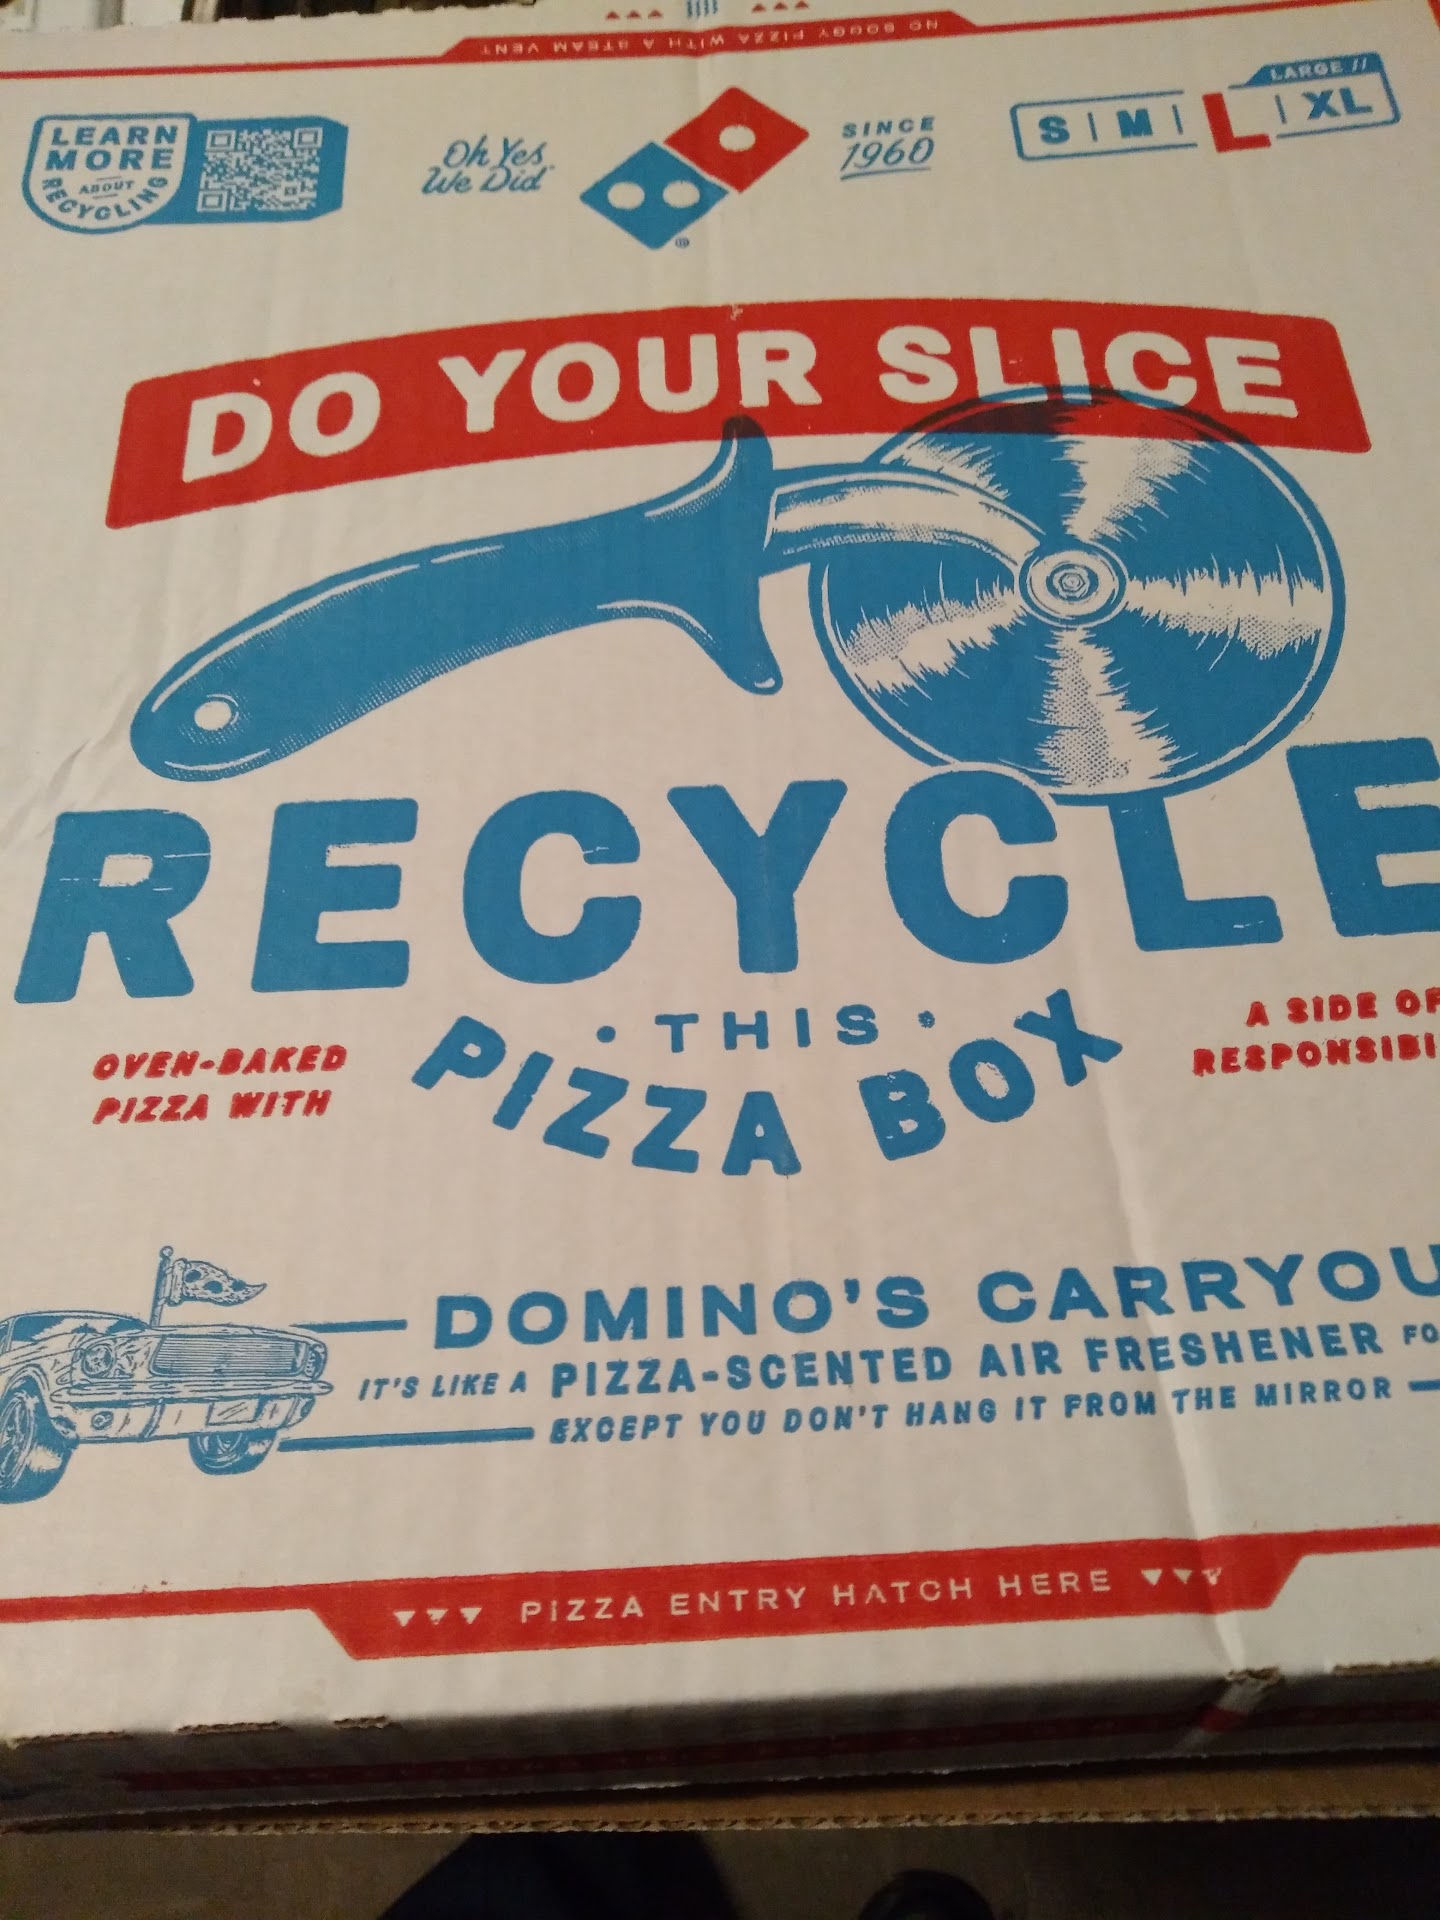 NO SOGGY PIZZA WITH A STEAM VENT
LEARN
MORE
ABOUT
RECYCLING
Oh Yes
We Did
SINCE
1960
LARGE //
S | M | L | XL
DO YOUR SLICE
RECYCLE
• THIS •
PIZZA BOX
OVEN-BAKED
PIZZA WITH
A SIDE OF
RESPONSIBI
DOMINO'S CARRYOU
IT'S LIKE A PIZZA-SCENTED AIR FRESHENER FO
EXCEPT YOU DON'T HANG IT FROM THE MIRROR
PIZZA ENTRY HATCH HERE